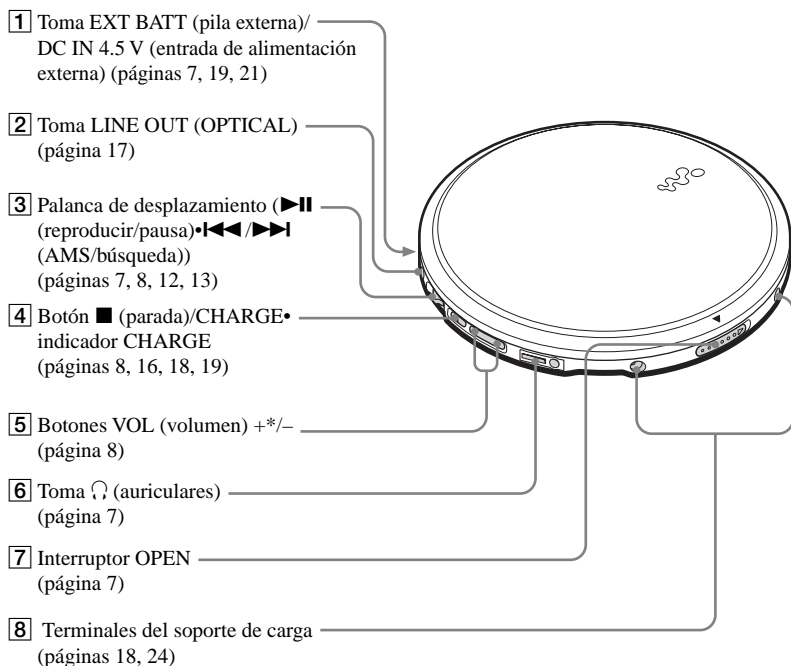 1 Toma EXT BATT (pila externa)/
DC IN 4.5 V (entrada de alimentación
externa) (páginas 7, 19, 21)
2 Toma LINE OUT (OPTICAL)
(página 17)
3 Palanca de desplazamiento (▶II
(reproducir/pausa)•I◀◀/▶▶I
(AMS/búsqueda))
(páginas 7, 8, 12, 13)
4 Botón ■ (parada)/CHARGE•
indicador CHARGE
(páginas 8, 16, 18, 19)
5 Botones VOL (volumen) +*/–
(página 8)
6 Toma 🎧 (auriculares)
(página 7)
7 Interruptor OPEN
(página 7)
8 Terminales del soporte de carga
(páginas 18, 24)